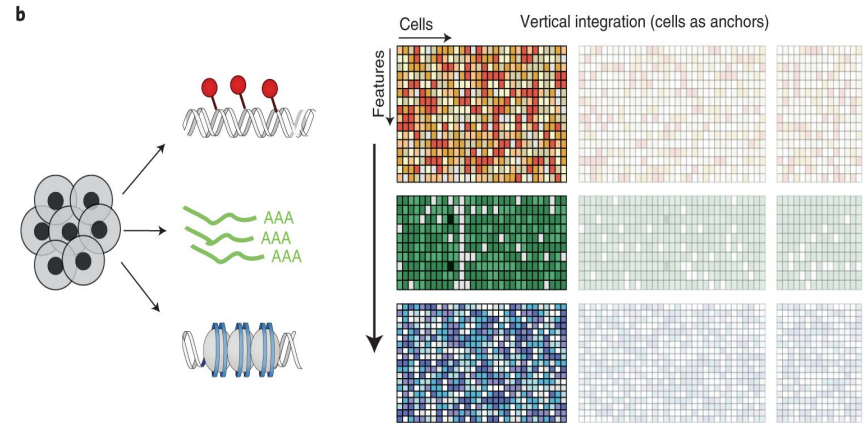 b
Cells
Vertical integration (cells as anchors)
Features
AAA
AAA
AAA